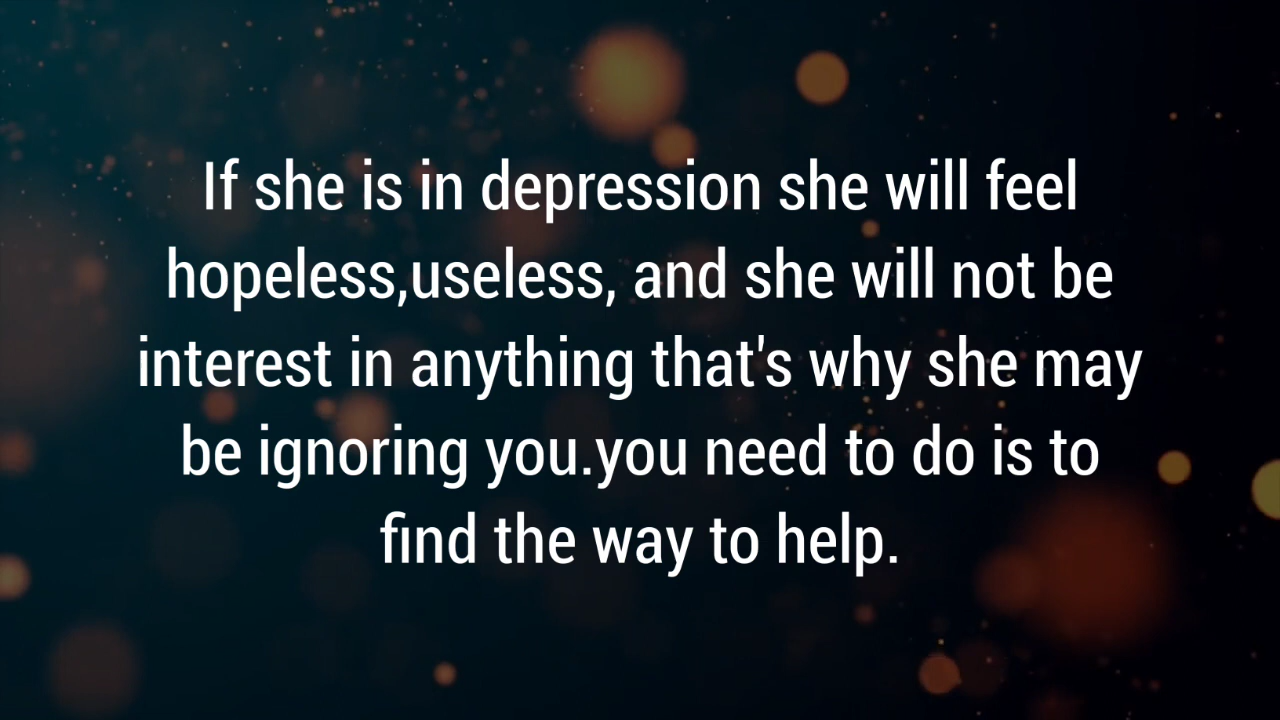 If she is in depression she will feel
hopeless,useless, and she will not be
interest in anything that's why she may
be ignoring you.you need to do is to
find the way to help.